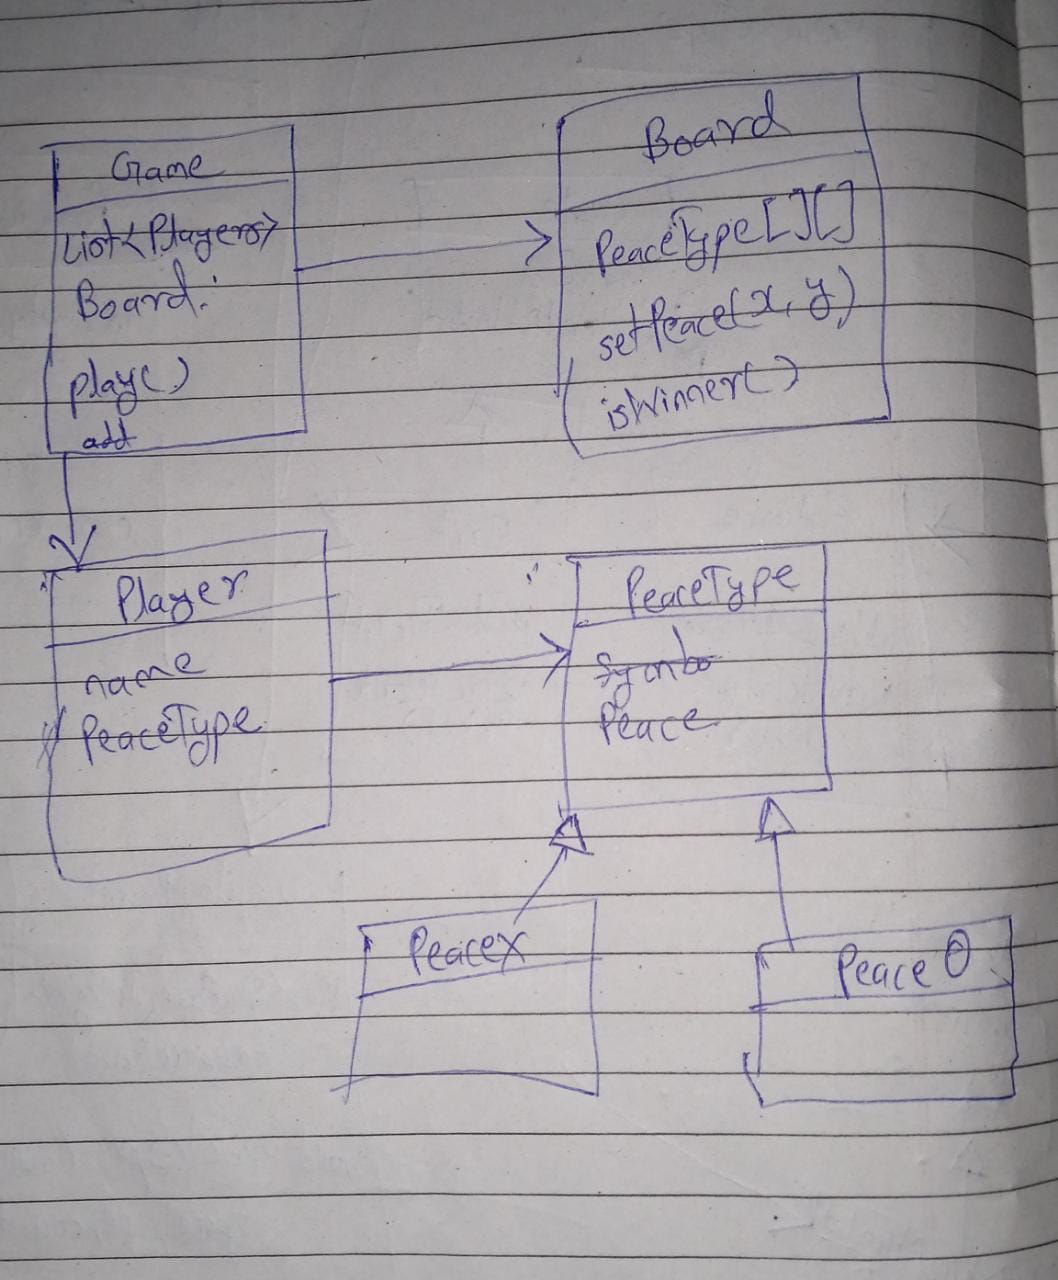 Game
List<Players>
Board.
play()
add
Board
PeaceType[][]
setPeace(x, y)
isWinner()
Player
name
PeaceType
PeaceType
Symbo
Peace
PeaceX
Peace O